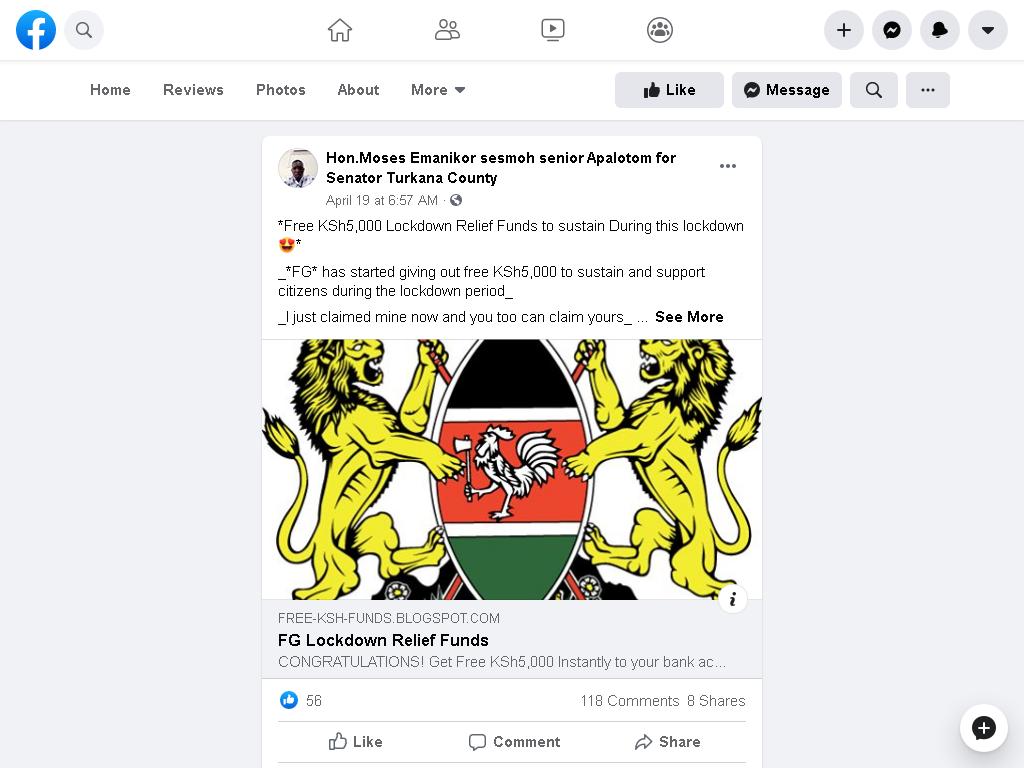 Home Reviews Photos About More Like Message
Hon.Moses Emanikor sesmoh senior Apalotom for
Senator Turkana County
April 19 at 6:57 AM ·
*Free KSh5,000 Lockdown Relief Funds to sustain During this lockdown
😍*
_*FG* has started giving out free KSh5,000 to sustain and support
citizens during the lockdown period_
_I just claimed mine now and you too can claim yours_ ... See More
FREE-KSH-FUNDS.BLOGSPOT.COM
FG Lockdown Relief Funds
CONGRATULATIONS! Get Free KSh5,000 Instantly to your bank ac...
56 118 Comments 8 Shares
Like Comment Share